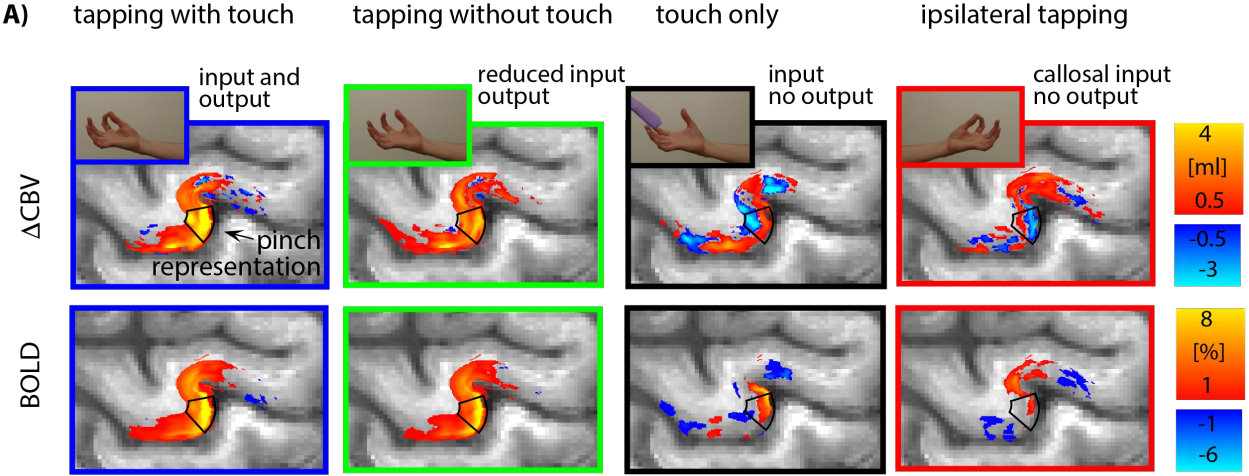 A) tapping with touch
tapping without touch
touch only
ipsilateral tapping
input and
output
reduced input
output
input
no output
callosal input
no output
ΔCBV
pinch
representation
4
[ml]
0.5
-0.5
-3
BOLD
8
[%]
1
-1
-6